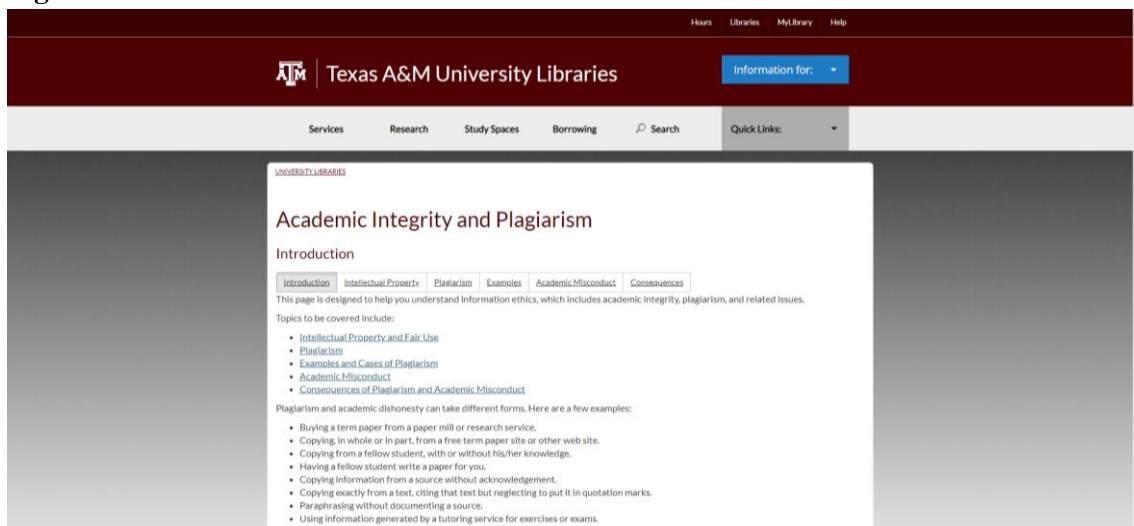 Hours Libraries MyLibrary Help
ĀM Texas A&M University Libraries
Information for:
Services Research Study Spaces Borrowing Search Quick Links:
UNIVERSITY LIBRARIES
Academic Integrity and Plagiarism
Introduction
Introduction Intellectual Property Plagiarism Examples Academic Misconduct Consequences
This page is designed to help you understand information ethics, which includes academic integrity, plagiarism, and related issues.
Topics to be covered include:
• Intellectual Property and Fair Use
• Plagiarism
• Examples and Cases of Plagiarism
• Academic Misconduct
• Consequences of Plagiarism and Academic Misconduct
Plagiarism and academic dishonesty can take different forms. Here are a few examples:
• Buying a term paper from a paper mill or research service.
• Copying, in whole or in part, from a free term paper site or other web site.
• Copying from a fellow student, with or without his/her knowledge.
• Having a fellow student write a paper for you.
• Copying information from a source without acknowledgement.
• Copying exactly from a text, citing that text but neglecting to put it in quotation marks.
• Paraphrasing without documenting a source.
• Using information generated by a tutoring service for exercises or exams.